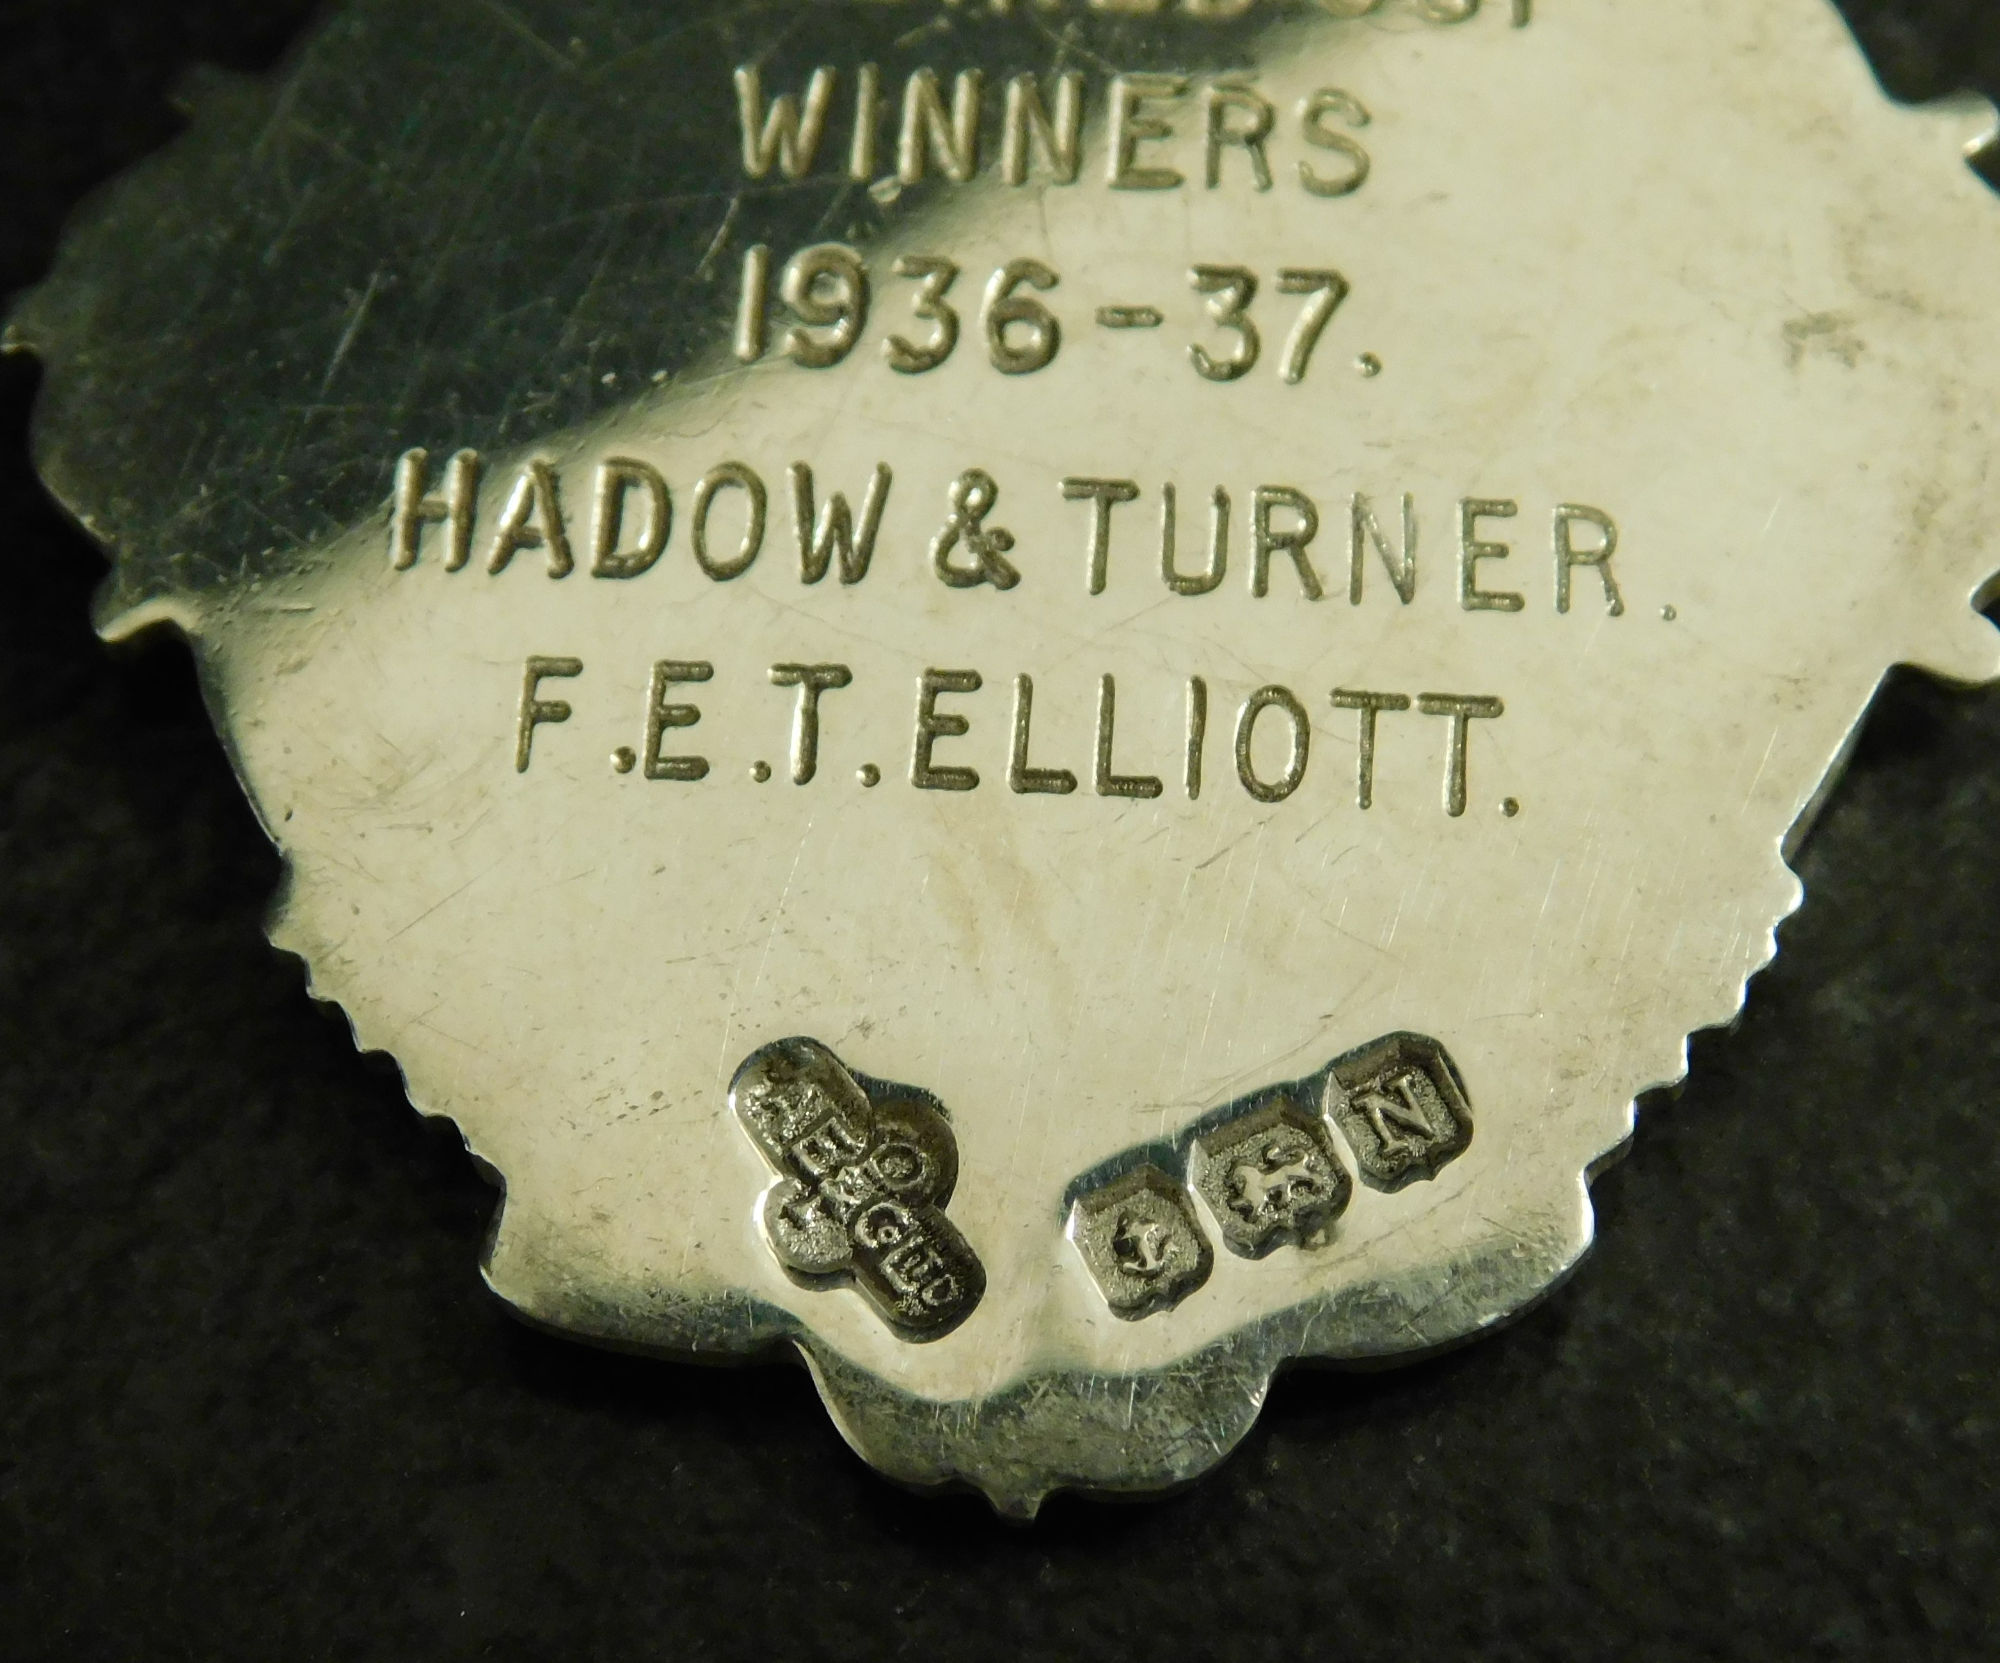 WINNERS
1936-37.
HADOW & TURNER.
F.E.T. ELLIOTT.
N